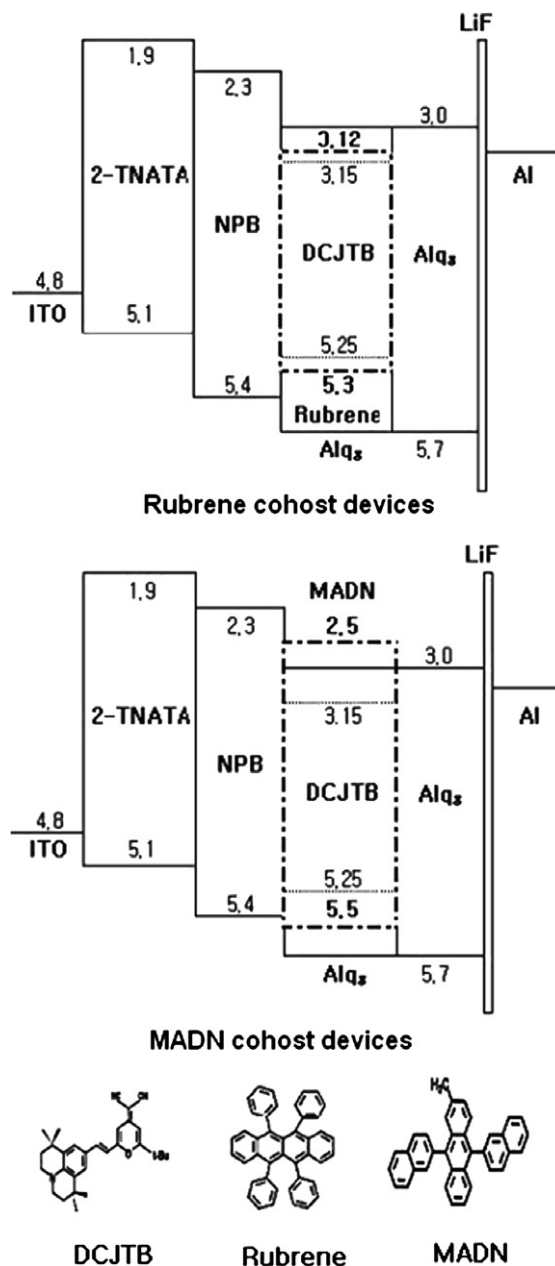 LiF
1,9
2,3
3,0
3,12
2-TNATA
3,15
Al
NPB
DCJTB
Alq₃
4,8
ITO
5,1
5,25
5,4
5,3
Rubrene
Alq₃
5,7
Rubrene cohost devices
LiF
1,9
MADN
2,3
2,5
3,0
2-TNATA
3,15
Al
NPB
DCJTB
Alq₃
4,8
ITO
5,1
5,25
5,4
5,5
Alq₃
5,7
MADN cohost devices
H₃C
O
DCJTB
Rubrene
MADN